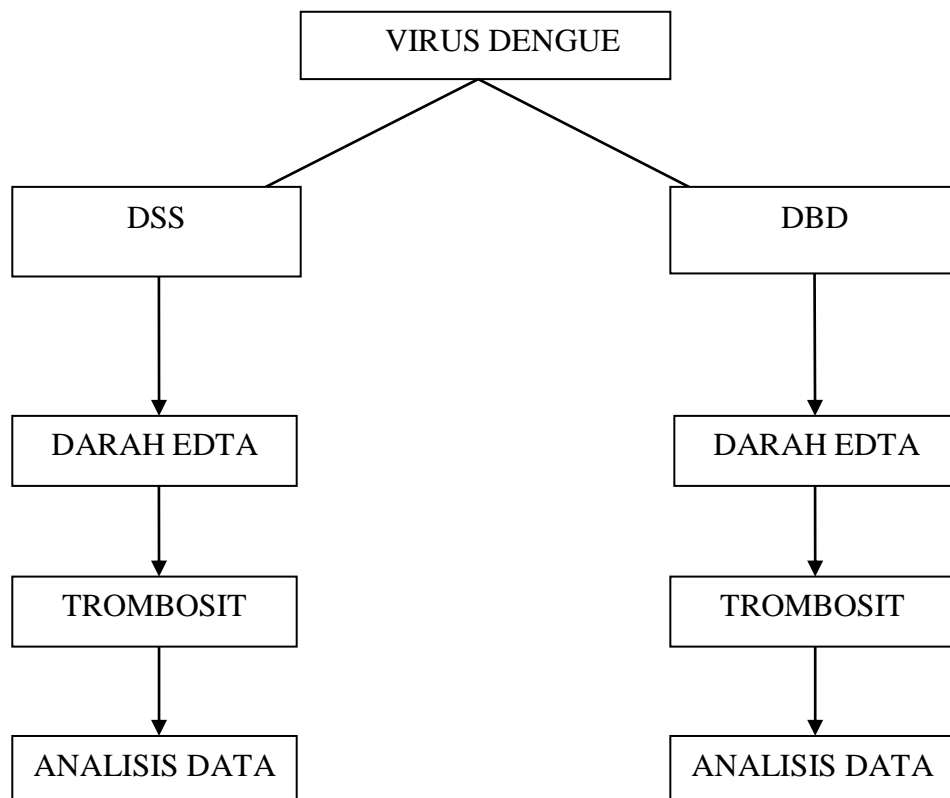 VIRUS DENGUE
DSS
DBD
DARAH EDTA
DARAH EDTA
TROMBOSIT
TROMBOSIT
ANALISIS DATA
ANALISIS DATA